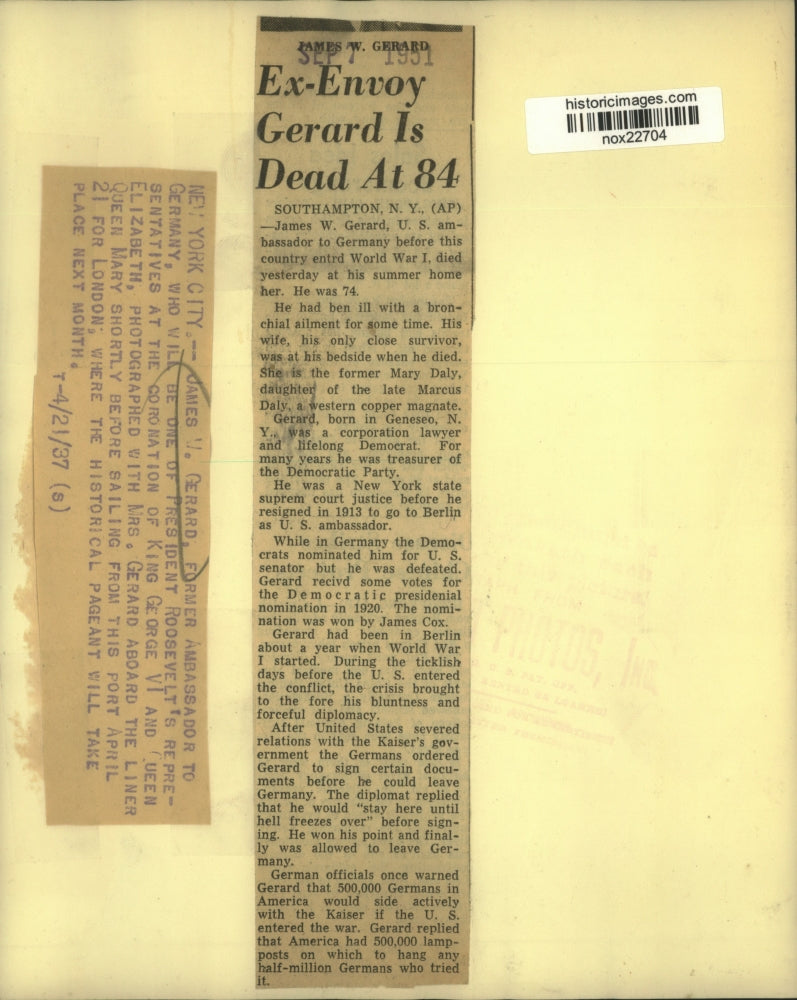 JAMES W. GERARD
SEP 7 1951
Ex-Envoy
Gerard Is
Dead At 84
SOUTHAMPTON, N. Y., (AP)
—James W. Gerard, U. S. am-
bassador to Germany before this
country entrd World War I, died
yesterday at his summer home
her. He was 74.
He had ben ill with a bron-
chial ailment for some time. His
wife, his only close survivor,
was at his bedside when he died.
She is the former Mary Daly,
daughter of the late Marcus
Daly, a western copper magnate.
Gerard, born in Geneseo, N.
Y., was a corporation lawyer
and lifelong Democrat. For
many years he was treasurer of
the Democratic Party.
He was a New York state
suprem court justice before he
resigned in 1913 to go to Berlin
as U. S. ambassador.
While in Germany the Demo-
crats nominated him for U. S.
senator but he was defeated.
Gerard recivd some votes for
the Democratic presidenial
nomination in 1920. The nomi-
nation was won by James Cox.
Gerard had been in Berlin
about a year when World War
I started. During the ticklish
days before the U. S. entered
the conflict, the crisis brought
to the fore his bluntness and
forceful diplomacy.
After United States severed
relations with the Kaiser's gov-
ernment the Germans ordered
Gerard to sign certain docu-
ments before he could leave
Germany. The diplomat replied
that he would "stay here until
hell freezes over" before sign-
ing. He won his point and final-
ly was allowed to leave Ger-
many.
German officials once warned
Gerard that 500,000 Germans in
America would side actively
with the Kaiser if the U. S.
entered the war. Gerard replied
that America had 500,000 lamp-
posts on which to hang any
half-million Germans who tried
it.
NEW YORK CITY.-- JAMES W. GERARD, FORMER AMBASSADOR TO
GERMANY, WHO WILL BE ONE OF PRESIDENT ROOSEVELT'S REPRE-
SENTATIVES AT THE CORONATION OF KING GEORGE VI AND QUEEN
ELIZABETH, PHOTOGRAPHED WITH MRS. GERARD ABOARD THE LINER
QUEEN MARY SHORTLY BEFORE SAILING FROM THIS PORT APRIL
21 FOR LONDON, WHERE THE HISTORICAL PAGEANT WILL TAKE
PLACE NEXT MONTH.
T-4/21/37 (S)
historicimages.com
nox22704